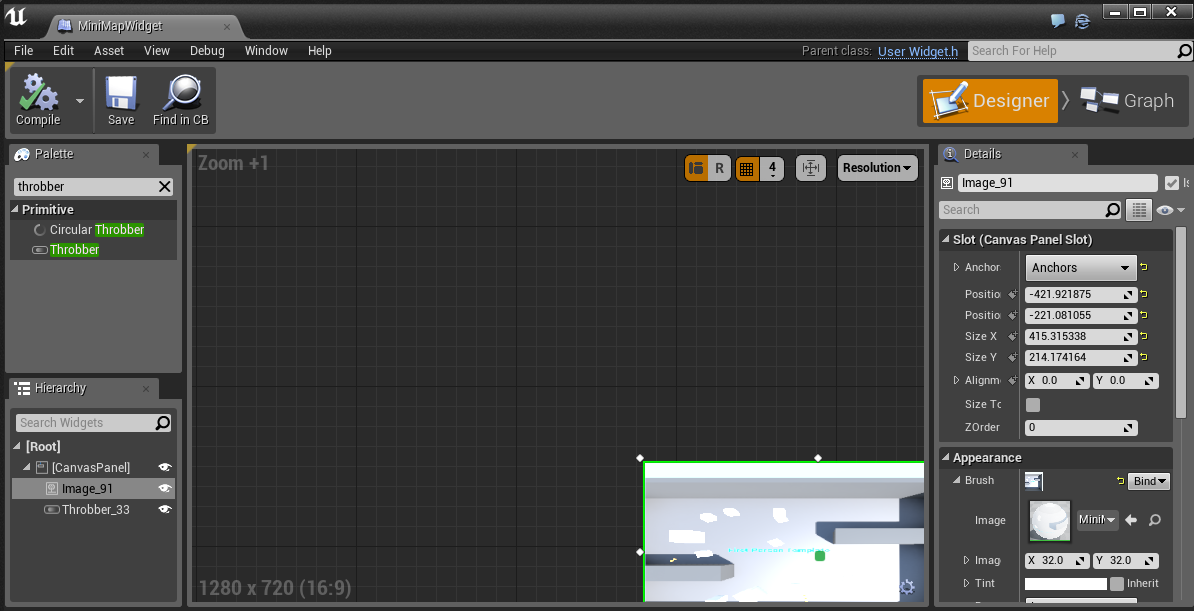 MiniMapWidget
File Edit Asset View Debug Window Help
Parent class: User Widget.h Search For Help
Compile Save Find in CB
Designer Graph
Palette
throbber
Primitive
Circular Throbber
Throbber
Hierarchy
Search Widgets
[Root]
[CanvasPanel]
Image_91
Throbber_33
Zoom +1
R 4 Resolution
1280 x 720 (16:9)
Details
Image_91 Is
Search
Slot (Canvas Panel Slot)
Anchor Anchors
Positio -421.921875
Positio -221.081055
Size X 415.315338
Size Y 214.174164
Alignm X 0.0 Y 0.0
Size Tc
ZOrder 0
Appearance
Brush Bind
Image MiniM
Imag X 32.0 Y 32.0
Tint Inherit